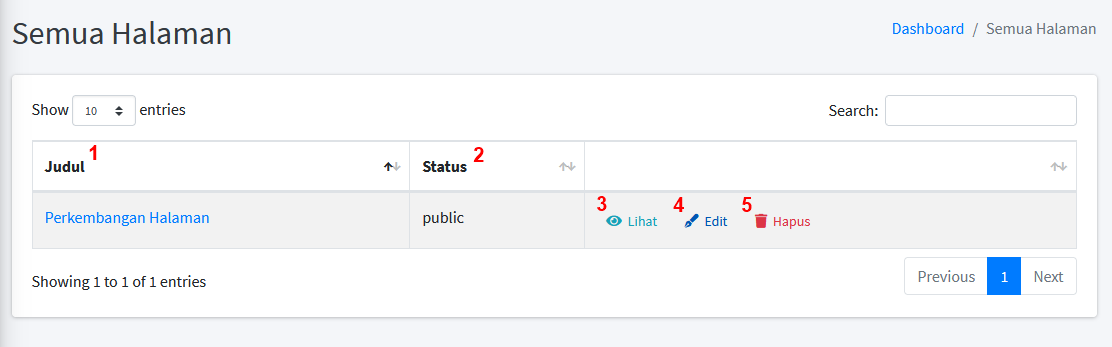 Semua Halaman
Dashboard / Semua Halaman
Show 10 entries
Search:
Judul 1
Status 2
Perkembangan Halaman
public
3 Lihat
4 Edit
5 Hapus
Showing 1 to 1 of 1 entries
Previous 1 Next